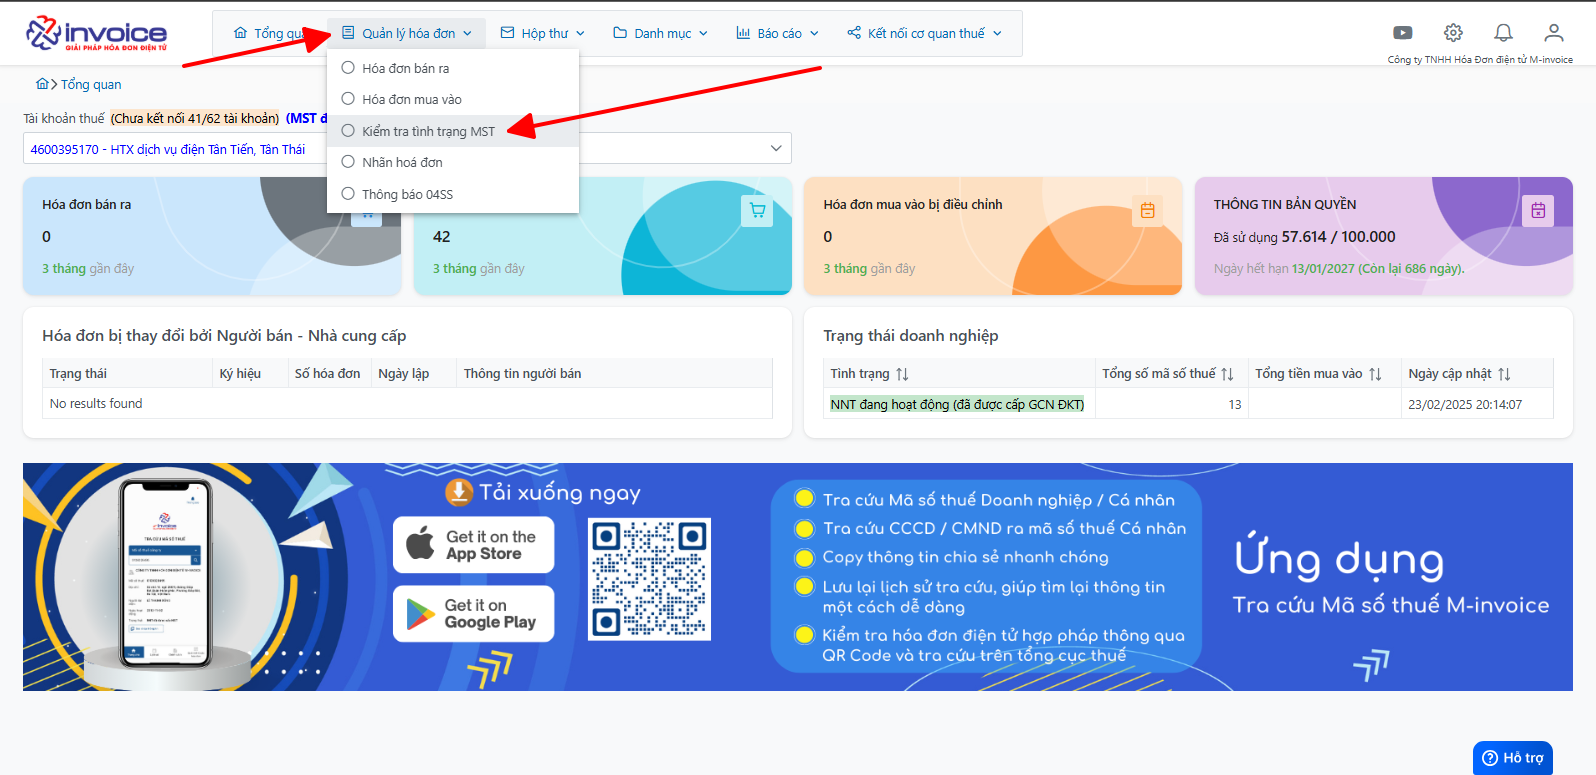 invoice
GIẢI PHÁP HÓA ĐƠN ĐIỆN TỬ
Tổng qu
Quản lý hóa đơn
Hộp thư
Danh mục
Báo cáo
Kết nối cơ quan thuế
Công ty TNHH Hóa Đơn điện tử M-invoice
Hóa đơn bán ra
Hóa đơn mua vào
Kiểm tra tình trạng MST
Nhãn hoá đơn
Thông báo 04SS
Tổng quan
Tài khoản thuế (Chưa kết nối 41/62 tài khoản) (MST đ
4600395170 - HTX dịch vụ điện Tân Tiến, Tân Thái
Hóa đơn bán ra
0
3 tháng gần đây
42
3 tháng gần đây
Hóa đơn mua vào bị điều chỉnh
0
3 tháng gần đây
THÔNG TIN BẢN QUYỀN
Đã sử dụng 57.614 / 100.000
Ngày hết hạn 13/01/2027 (Còn lại 686 ngày).
Hóa đơn bị thay đổi bởi Người bán - Nhà cung cấp
Trạng thái Ký hiệu Số hóa đơn Ngày lập Thông tin người bán
No results found
Trạng thái doanh nghiệp
Tình trạng Tổng số mã số thuế Tổng tiền mua vào Ngày cập nhật
NNT đang hoạt động (đã được cấp GCN ĐKT) 13 23/02/2025 20:14:07
Tải xuống ngay
Get it on the
App Store
Get it on
Google Play
Tra cứu Mã số thuế Doanh nghiệp / Cá nhân
Tra cứu CCCD / CMND ra mã số thuế Cá nhân
Copy thông tin chia sẻ nhanh chóng
Lưu lại lịch sử tra cứu, giúp tìm lại thông tin
một cách dễ dàng
Kiểm tra hóa đơn điện tử hợp pháp thông qua
QR Code và tra cứu trên tổng cục thuế
Ứng dụng
Tra cứu Mã số thuế M-invoice
Hỗ trợ